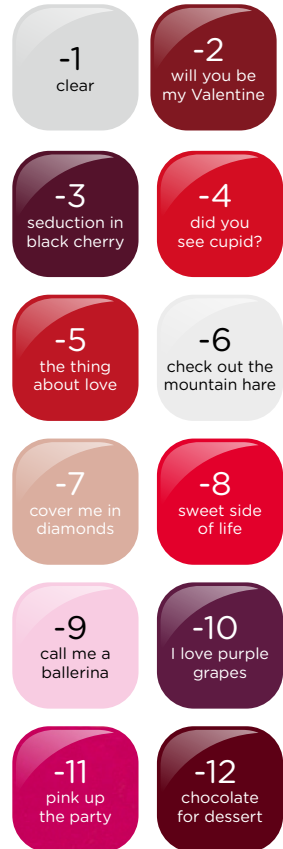 -1
clear
-2
will you be
my Valentine
-3
seduction in
black cherry
-4
did you
see cupid?
-5
the thing
about love
-6
check out the
mountain hare
-7
cover me in
diamonds
-8
sweet side
of life
-9
call me a
ballerina
-10
I love purple
grapes
-11
pink up
the party
-12
chocolate
for dessert